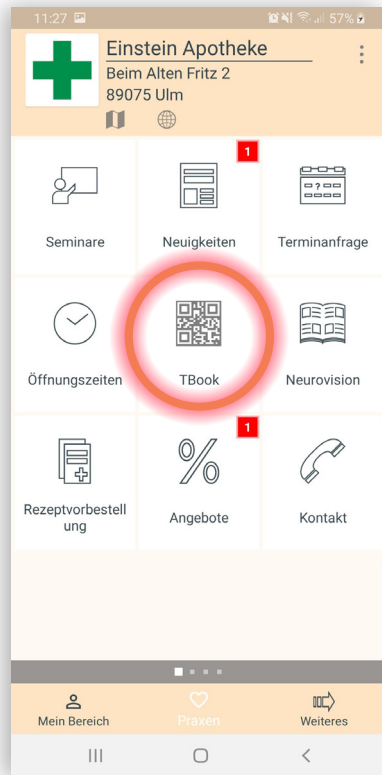 11:27
57%
Einstein Apotheke
Beim Alten Fritz 2
89075 Ulm
1
Seminare
Neuigkeiten
Terminanfrage
Öffnungszeiten
TBook
Neurovision
1
Rezeptvorbestell
ung
Angebote
Kontakt
Mein Bereich
Praxen
Weiteres